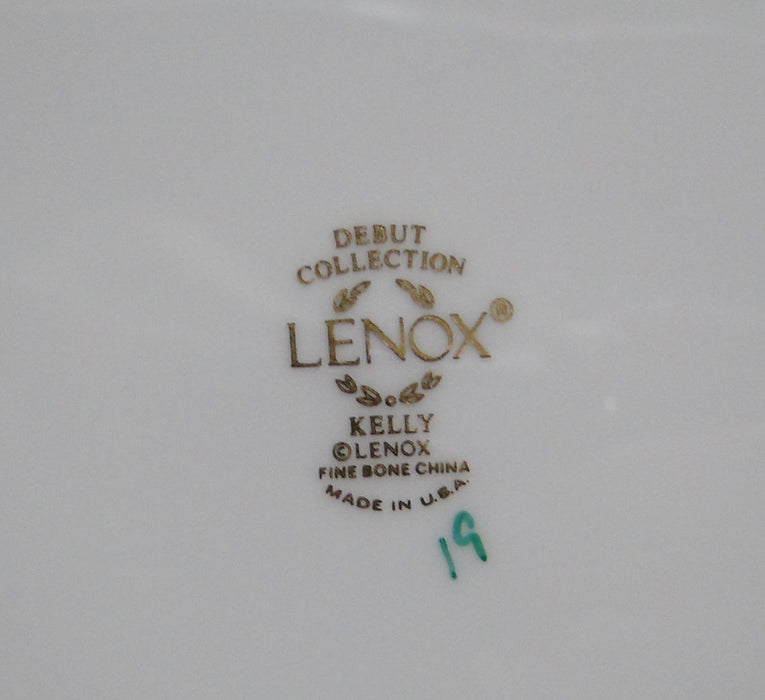 DEBUT
COLLECTION
LENOX®
KELLY
©LENOX
FINE BONE CHINA
MADE IN U.S.A.
19